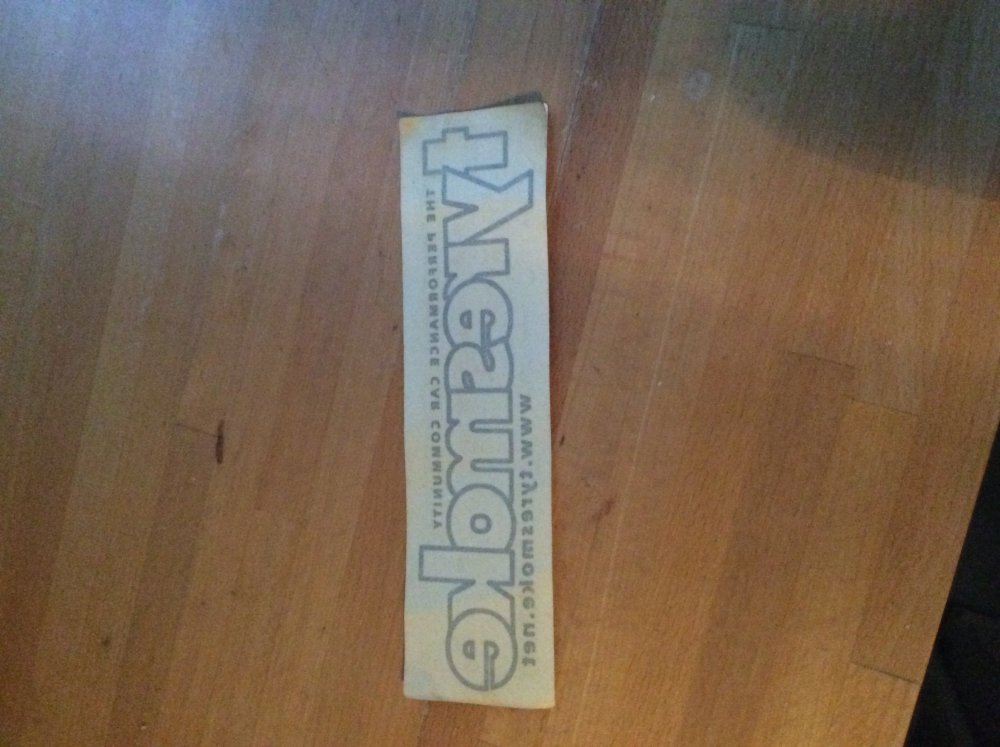 THE PERFORMANCE CAR COMMUNITY
tyresmoke
www.tyresmoke.net